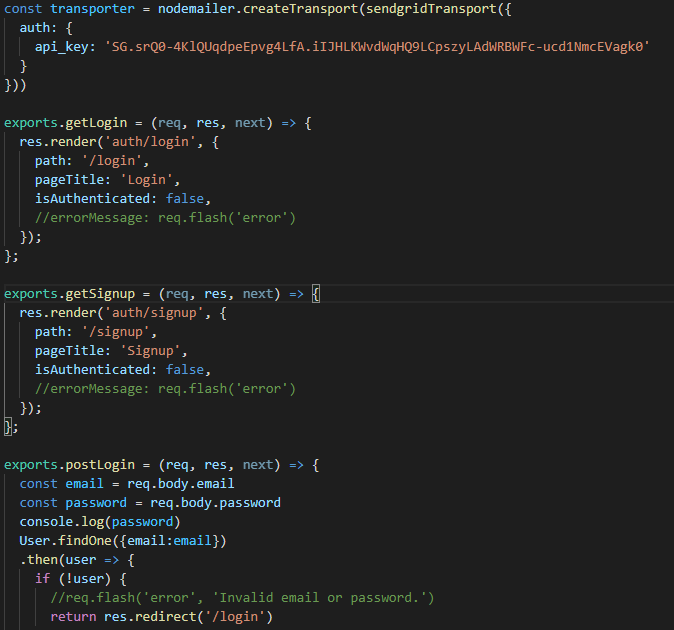 const transporter = nodemailer.createTransport(sendgridTransport({
  auth: {
    api_key: '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'
  }
}))

exports.getLogin = (req, res, next) => {
  res.render('auth/login', {
    path: '/login',
    pageTitle: 'Login',
    isAuthenticated: false,
    //errorMessage: req.flash('error')
  });
};

exports.getSignup = (req, res, next) => {
  res.render('auth/signup', {
    path: '/signup',
    pageTitle: 'Signup',
    isAuthenticated: false,
    //errorMessage: req.flash('error')
  });
};

exports.postLogin = (req, res, next) => {
  const email = req.body.email
  const password = req.body.password
  console.log(password)
  User.findOne({email:email})
  .then(user => {
    if (!user) {
      //req.flash('error', 'Invalid email or password.')
      return res.redirect('/login')